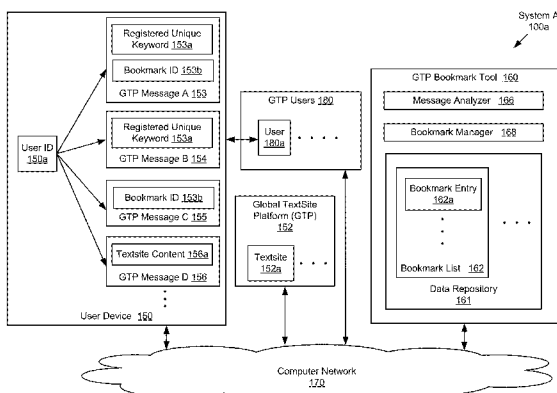 System A
100a
Registered Unique
Keyword 153a
Bookmark ID 153b
GTP Message A 153
Registered Unique
Keyword 153a
GTP Message B 154
User ID
150a
Bookmark ID 153b
GTP Message C 155
Textsite Content 156a
GTP Message D 156
User Device 150
GTP Users 180
User
180a
Global TextSite
Platform (GTP)
152
Textsite
152a
GTP Bookmark Tool 160
Message Analyzer 166
Bookmark Manager 168
Bookmark Entry
162a
Bookmark List 162
Data Repository
161
Computer Network
170